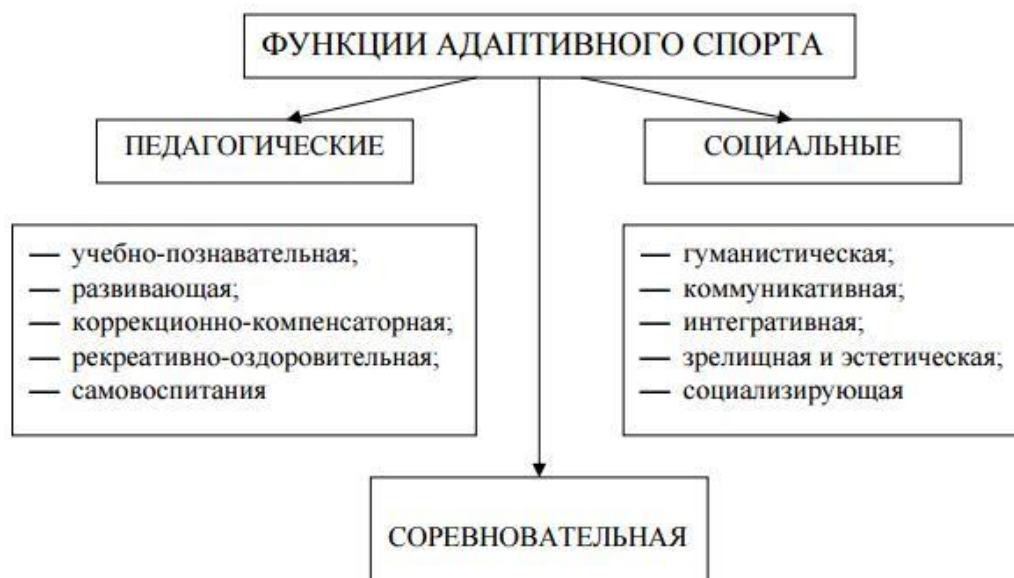 ФУНКЦИИ АДАПТИВНОГО СПОРТА
ПЕДАГОГИЧЕСКИЕ
СОЦИАЛЬНЫЕ
— учебно-познавательная;
— развивающая;
— коррекционно-компенсаторная;
— рекреативно-оздоровительная;
— самовоспитания
— гуманистическая;
— коммуникативная;
— интегративная;
— зрелищная и эстетическая;
— социализирующая
СОРЕВНОВАТЕЛЬНАЯ